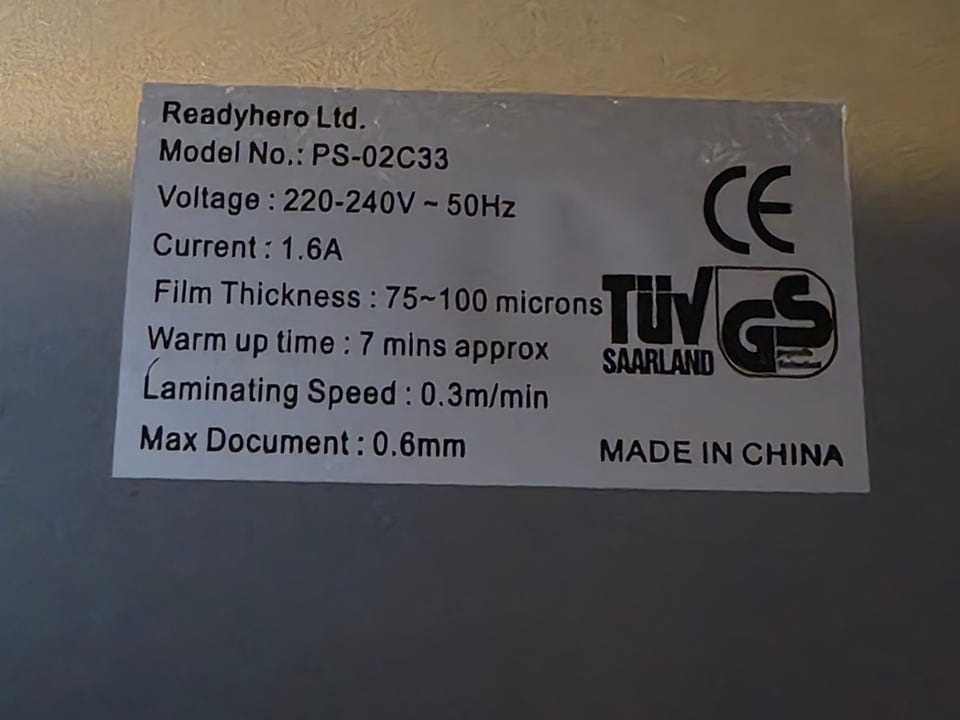 Readyhero Ltd.
Model No.: PS-02C33
Voltage : 220-240V ~ 50Hz
Current : 1.6A
Film Thickness : 75~100 microns
Warm up time : 7 mins approx
Laminating Speed : 0.3m/min
Max Document : 0.6mm
CE
TÜV
SAARLAND
GS
MADE IN CHINA